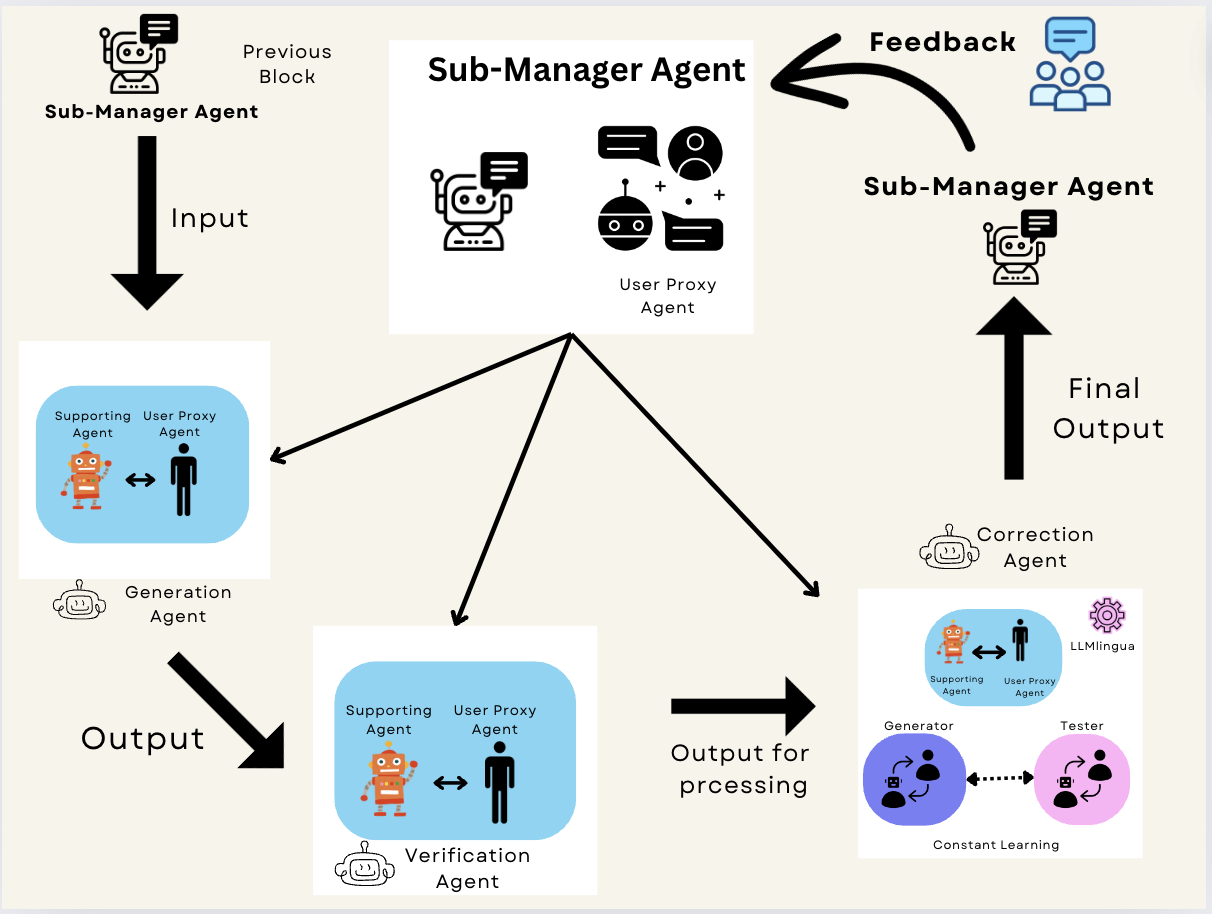 Previous
Block
Sub-Manager Agent
Input
Sub-Manager Agent
User Proxy
Agent
Feedback
Sub-Manager Agent
Final
Output
Supporting
Agent
User Proxy
Agent
Generation
Agent
Output
Supporting
Agent
User Proxy
Agent
Verification
Agent
Output for
prcessing
Correction
Agent
LLMlingua
Supporting
Agent
User Proxy
Agent
Generator
Tester
Constant Learning